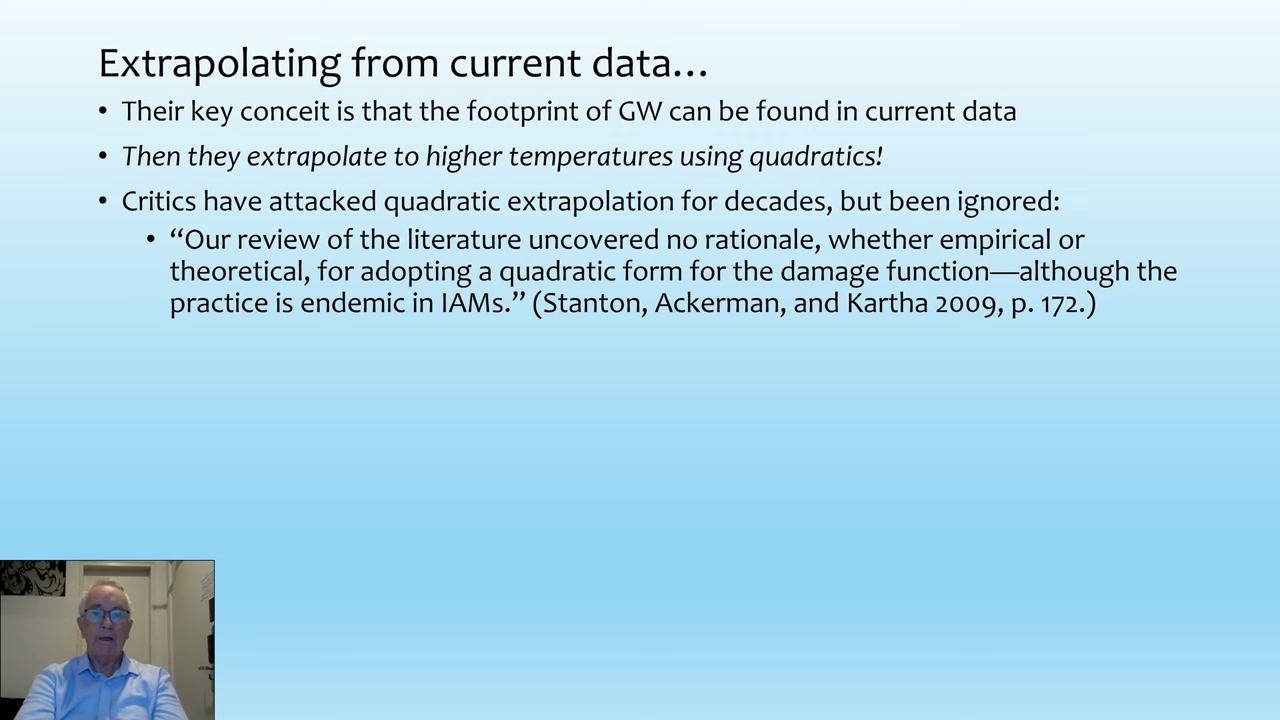 Extrapolating from current data…
• Their key conceit is that the footprint of GW can be found in current data
• Then they extrapolate to higher temperatures using quadratics!
• Critics have attacked quadratic extrapolation for decades, but been ignored:
• “Our review of the literature uncovered no rationale, whether empirical or
theoretical, for adopting a quadratic form for the damage function—although the
practice is endemic in IAMs.” (Stanton, Ackerman, and Kartha 2009, p. 172.)